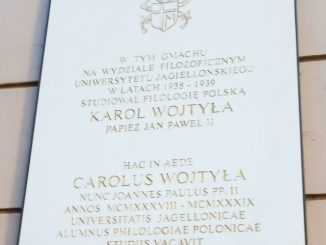 W TYM GMACHU
NA WYDZIALE FILOZOFICZNYM
UNIWERSYTETU JAGIELLOŃSKIEGO
W LATACH 1938 - 1939
STUDIOWAŁ FILOLOGIĘ POLSKĄ
KAROL WOJTYŁA
PAPIEŻ JAN PAWEŁ II
HAC IN AEDE
CAROLUS WOJTYŁA
NUNC JOANNES PAULUS PP. II
ANNOS MCMXXXVIII - MCMXXXIX
UNIVERSITATIS JAGELLONICAE
ALUMNUS PHILOLOGIAE POLONICAE
STUDIIS VACAVIT